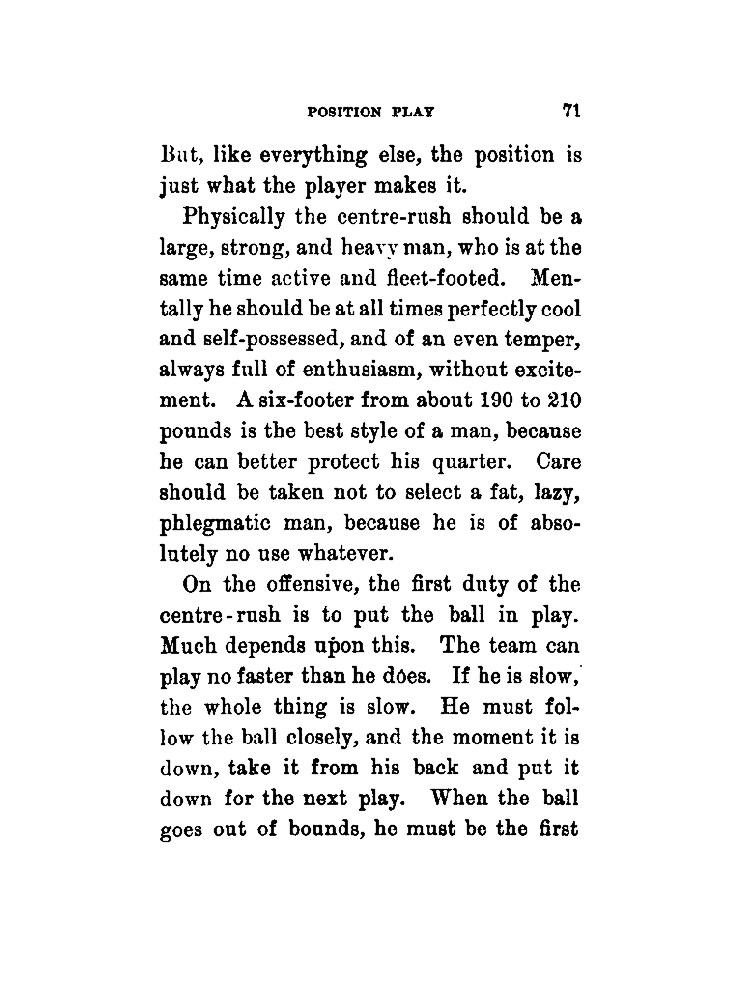 POSITION PLAY 71
But, like everything else, the position is
just what the player makes it.
Physically the centre-rush should be a
large, strong, and heavy man, who is at the
same time active and fleet-footed. Men-
tally he should be at all times perfectly cool
and self-possessed, and of an even temper,
always full of enthusiasm, without excite-
ment. A six-footer from about 190 to 210
pounds is the best style of a man, because
he can better protect his quarter. Care
should be taken not to select a fat, lazy,
phlegmatic man, because he is of abso-
lutely no use whatever.
On the offensive, the first duty of the
centre-rush is to put the ball in play.
Much depends upon this. The team can
play no faster than he does. If he is slow,
the whole thing is slow. He must fol-
low the ball closely, and the moment it is
down, take it from his back and put it
down for the next play. When the ball
goes out of bounds, he must be the first